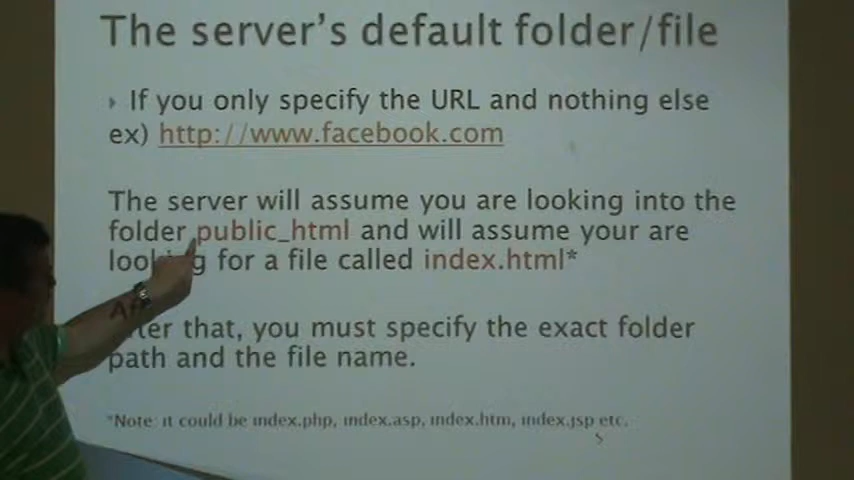 The server's default folder/file
If you only specify the URL and nothing else
ex) http://www.facebook.com
The server will assume you are looking into the
folder public_html and will assume your are
looking for a file called index.html*
After that, you must specify the exact folder
path and the file name.
*Note: it could be index.php, index.asp, index.htm, index.jsp etc.